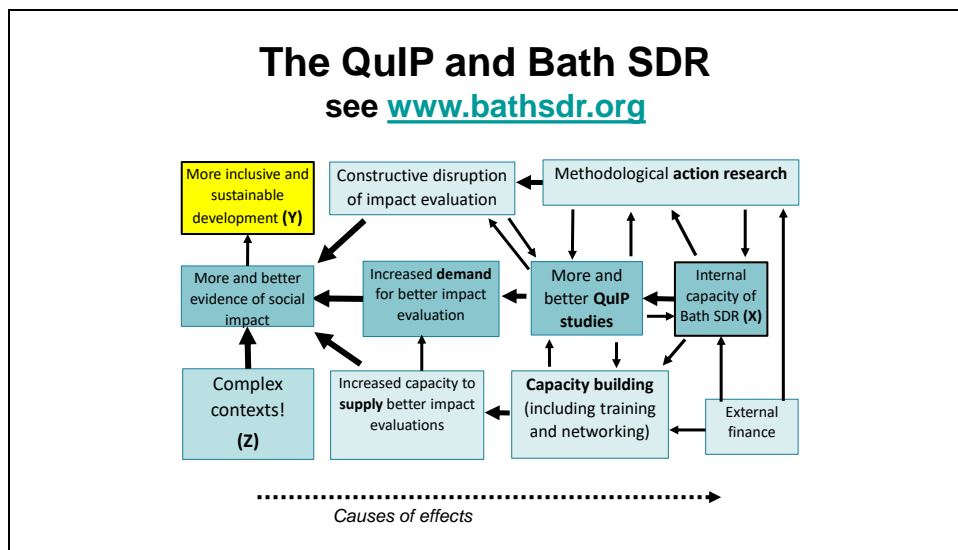 The QuIP and Bath SDR
see www.bathsdr.org
More inclusive and
sustainable
development (Y)
Constructive disruption
of impact evaluation
Methodological action research
More and better
evidence of social
impact
Increased demand
for better impact
evaluation
More and
better QuIP
studies
Internal
capacity of
Bath SDR (X)
Complex
contexts!
(Z)
Increased capacity to
supply better impact
evaluations
Capacity building
(including training
and networking)
External
finance
Causes of effects